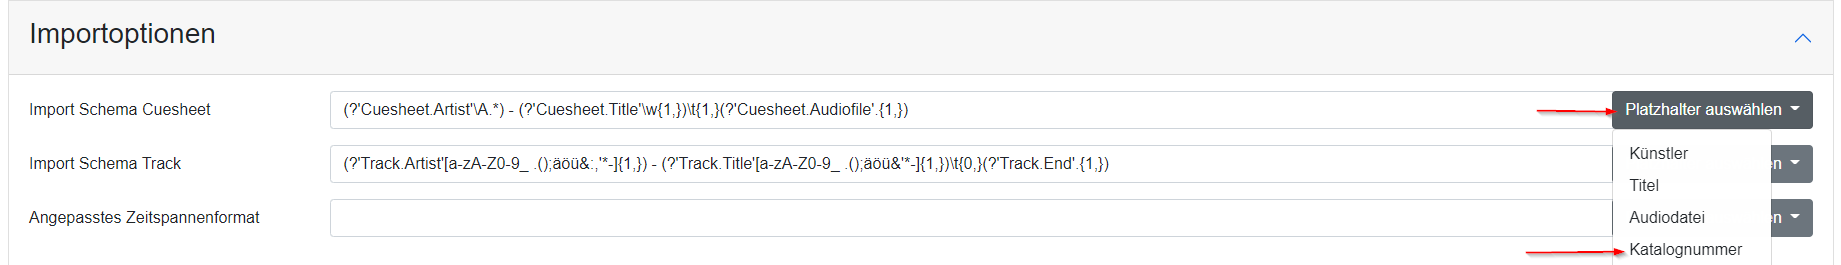 Importoptionen
Import Schema Cuesheet
(?'Cuesheet.Artist'\A.*) - (?'Cuesheet.Title'\w{1,})\t{1,}(?'Cuesheet.Audiofile'.{1,})
Platzhalter auswählen
Import Schema Track
(?'Track.Artist'[a-zA-Z0-9_ .();äöü&:,'*-]{1,}) - (?'Track.Title'[a-zA-Z0-9_ .();äöü&'*-]{1,})\t{0,}(?'Track.End'.{1,})
en
Angepasstes Zeitspannenformat
en
Künstler
Titel
Audiodatei
Katalognummer